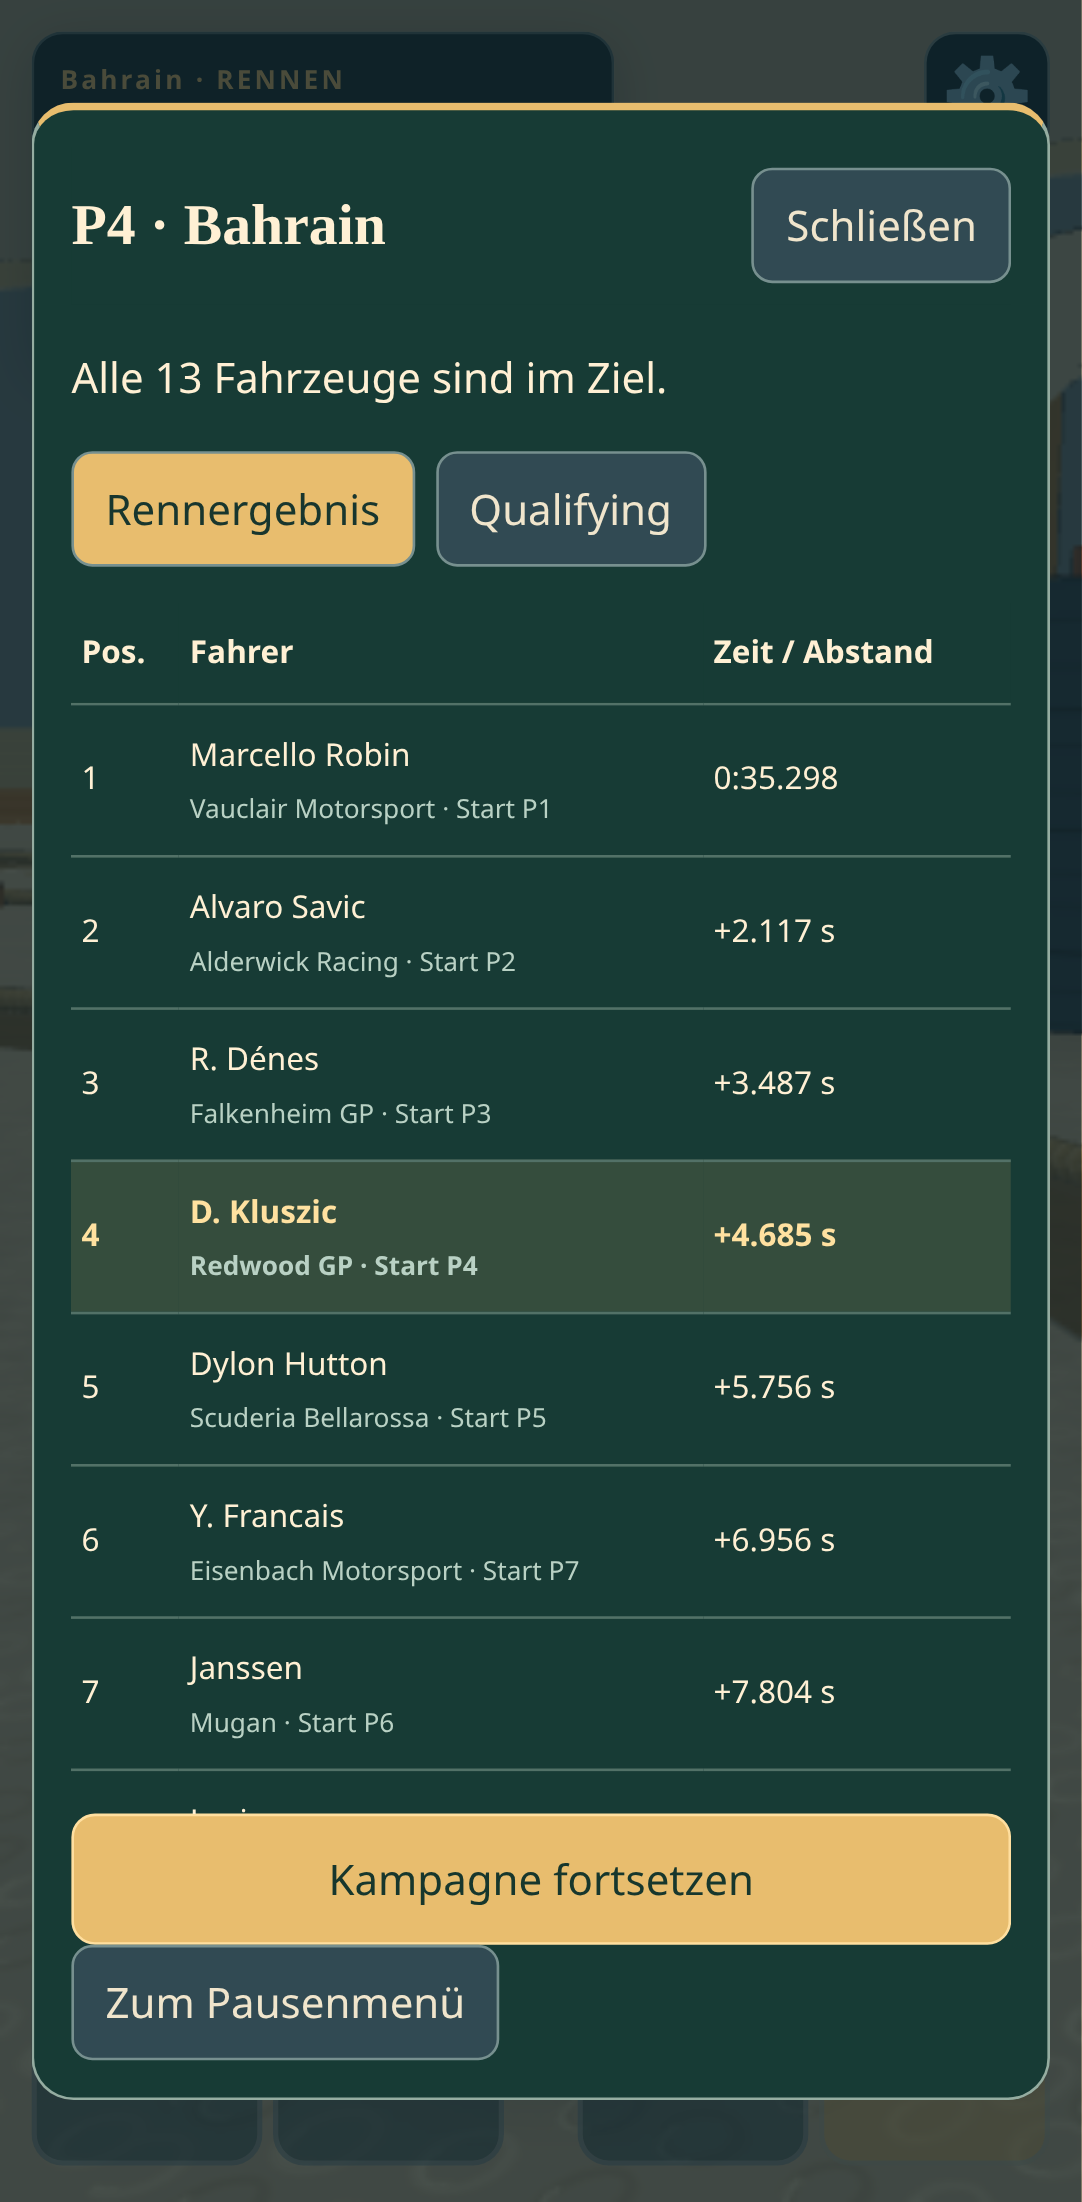 Bahrain · RENNEN
P4 · Bahrain
Schließen
Alle 13 Fahrzeuge sind im Ziel.
Rennergebnis
Qualifying
Pos. Fahrer Zeit / Abstand
1 Marcello Robin 0:35.298
Vauclair Motorsport · Start P1
2 Alvaro Savic +2.117 s
Alderwick Racing · Start P2
3 R. Dénes +3.487 s
Falkenheim GP · Start P3
4 D. Kluszic +4.685 s
Redwood GP · Start P4
5 Dylon Hutton +5.756 s
Scuderia Bellarossa · Start P5
6 Y. Francais +6.956 s
Eisenbach Motorsport · Start P7
7 Janssen +7.804 s
Mugan · Start P6
Kampagne fortsetzen
Zum Pausenmenü